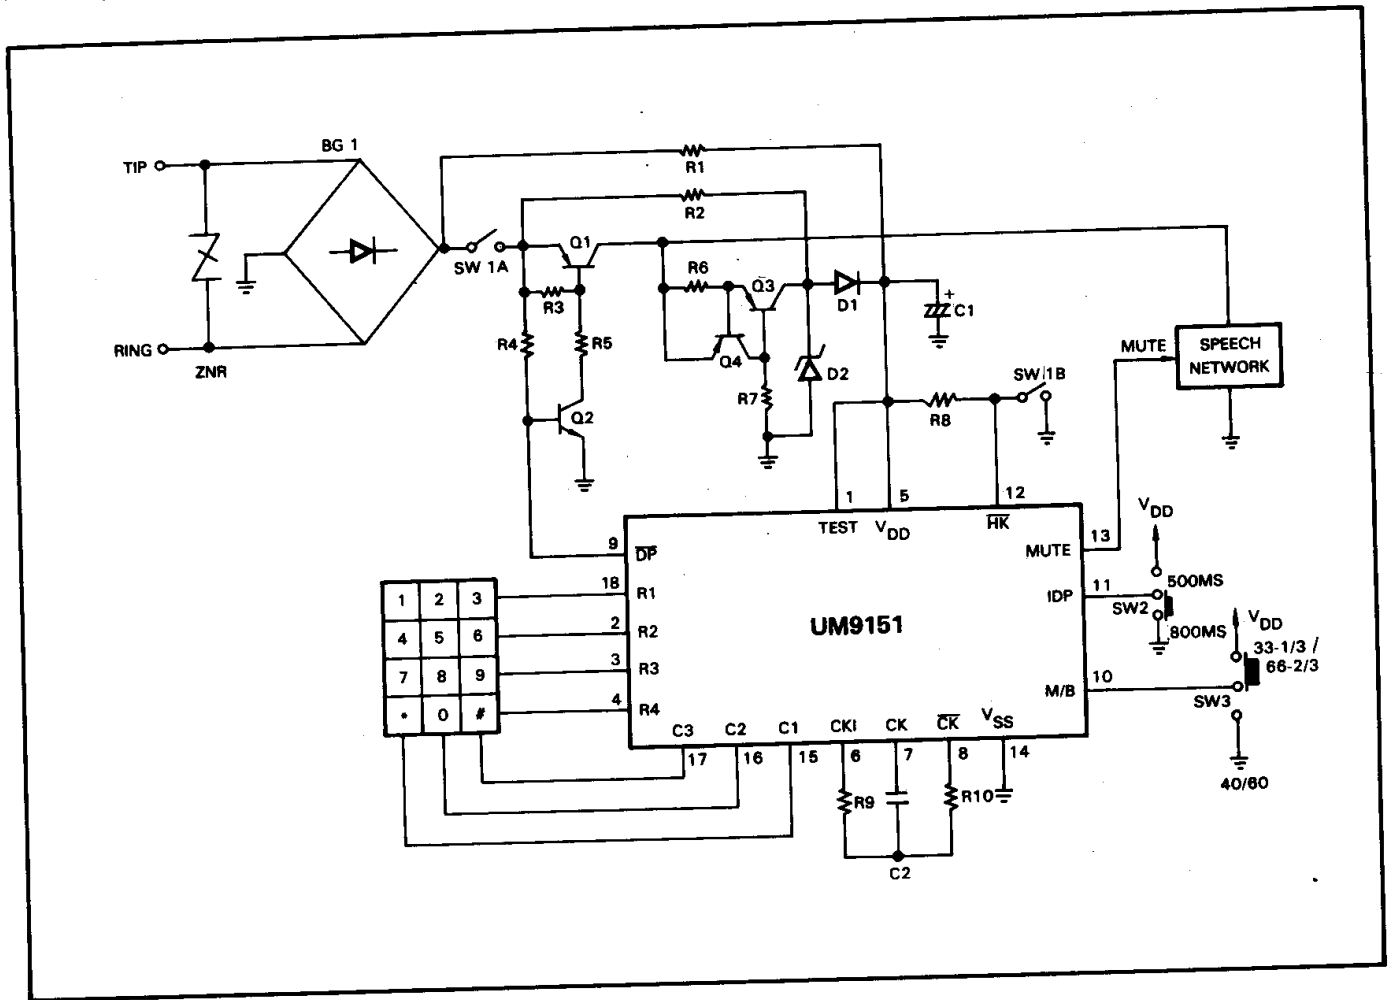 BG 1
TIP
R1
R2
Q1
SW 1A
R6
Q3
R3
D1
+
C1
RING
ZNR
R4
R5
Q4
D2
MUTE
SPEECH
NETWORK
R7
SW 1B
Q2
R8
1
5
12
TEST
VDD
HK
VDD
13
MUTE
9
DP
500MS
11
IDP
SW2
800MS
VDD
33-1/3 /
66-2/3
1 2 3
18
R1
4 5 6
2
R2
UM9151
7 8 9
3
R3
10
M/B
SW3
* 0 #
4
R4
C3
C2
C1
CKI
CK
CK
VSS
17
16
15
6
7
8
14
40/60
R9
R10
C2